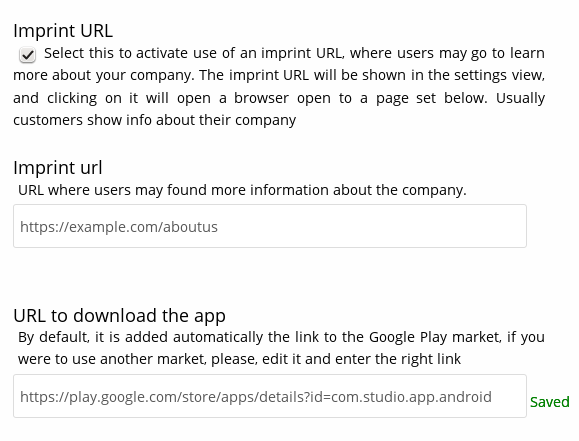 Imprint URL
Select this to activate use of an imprint URL, where users may go to learn
more about your company. The imprint URL will be shown in the settings view,
and clicking on it will open a browser open to a page set below. Usually
customers show info about their company
Imprint url
URL where users may found more information about the company.
https://example.com/aboutus
URL to download the app
By default, it is added automatically the link to the Google Play market, if you
were to use another market, please, edit it and enter the right link
https://play.google.com/store/apps/details?id=com.studio.app.android
Saved